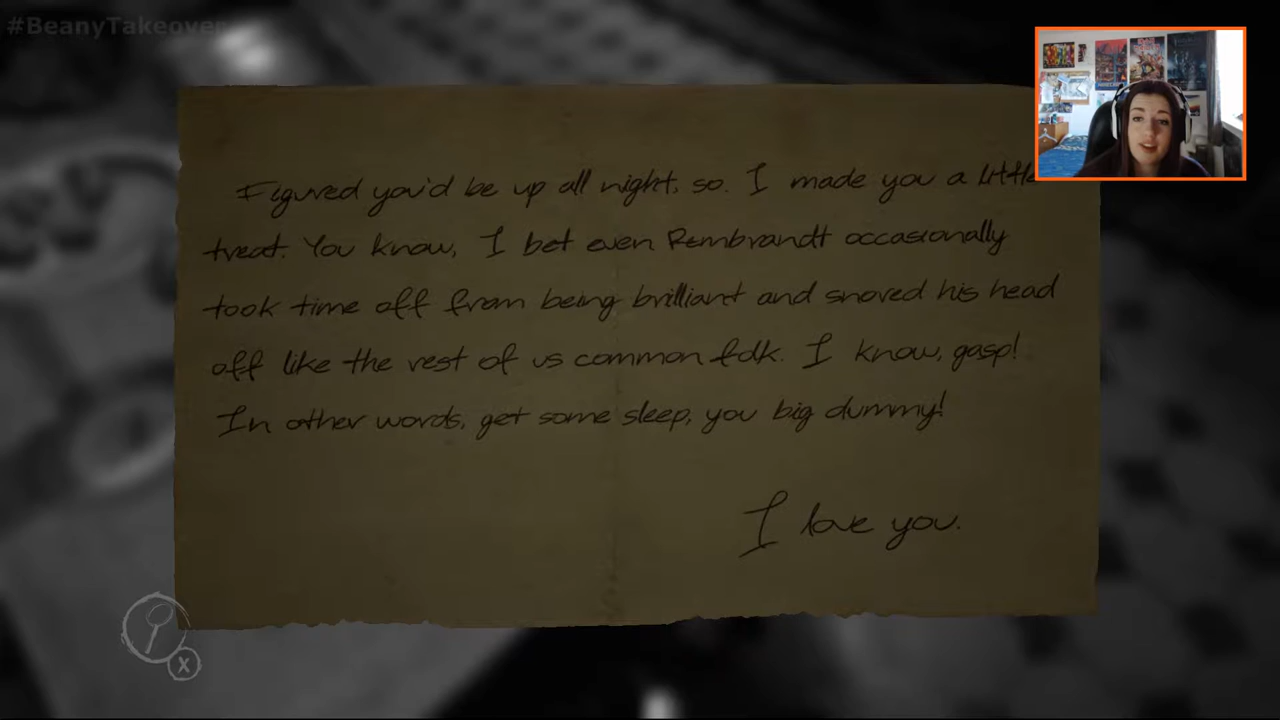 #BeanyTakeover
Figured you'd be up all night, so. I made you a little
treat. You know, I bet even Rembrandt occasionally
took time off from being brilliant and snored his head
off like the rest of us common folk. I know, gasp!
In other words, get some sleep, you big dummy!
I love you.
X